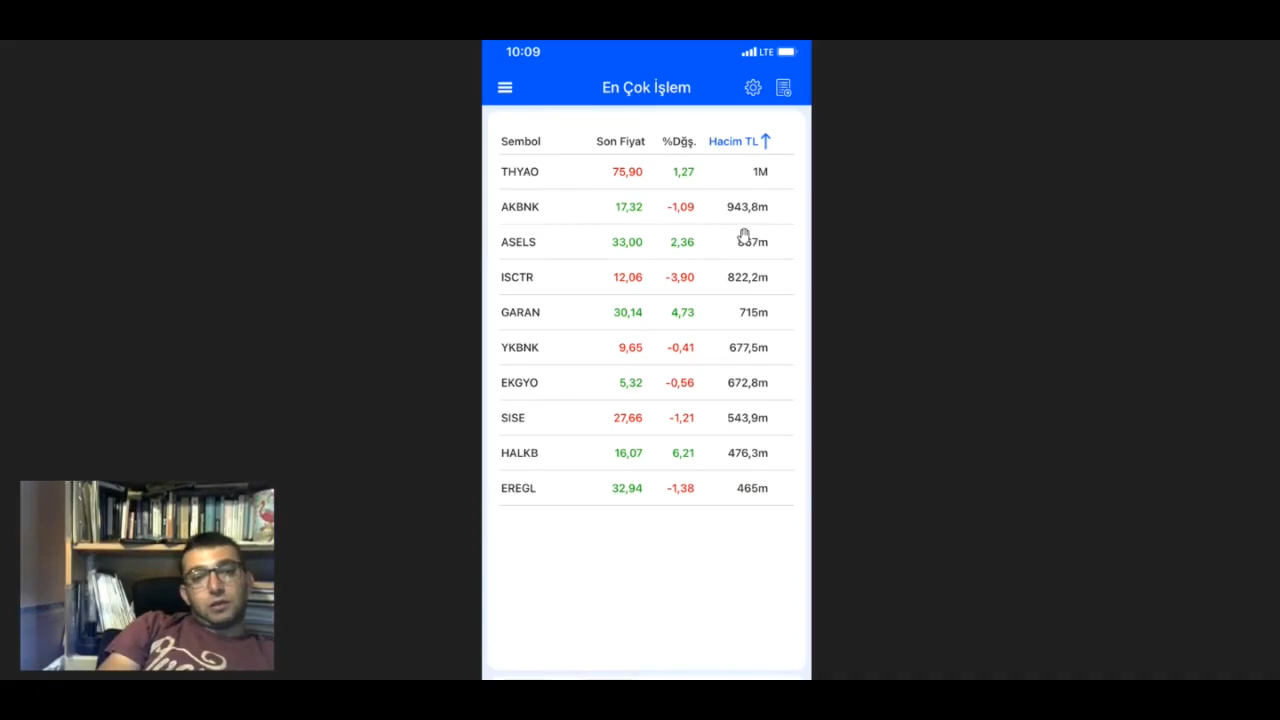 10:09 LTE
En Çok İşlem
Sembol Son Fiyat %Dğş. Hacim TL
THYAO 75,90 1,27 1M
AKBNK 17,32 -1,09 943,8m
ASELS 33,00 2,36
ISCTR 12,06 -3,90 822,2m
GARAN 30,14 4,73 715m
YKBNK 9,65 -0,41 677,5m
EKGYO 5,32 -0,56 672,8m
SISE 27,66 -1,21 543,9m
HALKB 16,07 6,21 476,3m
EREGL 32,94 -1,38 465m